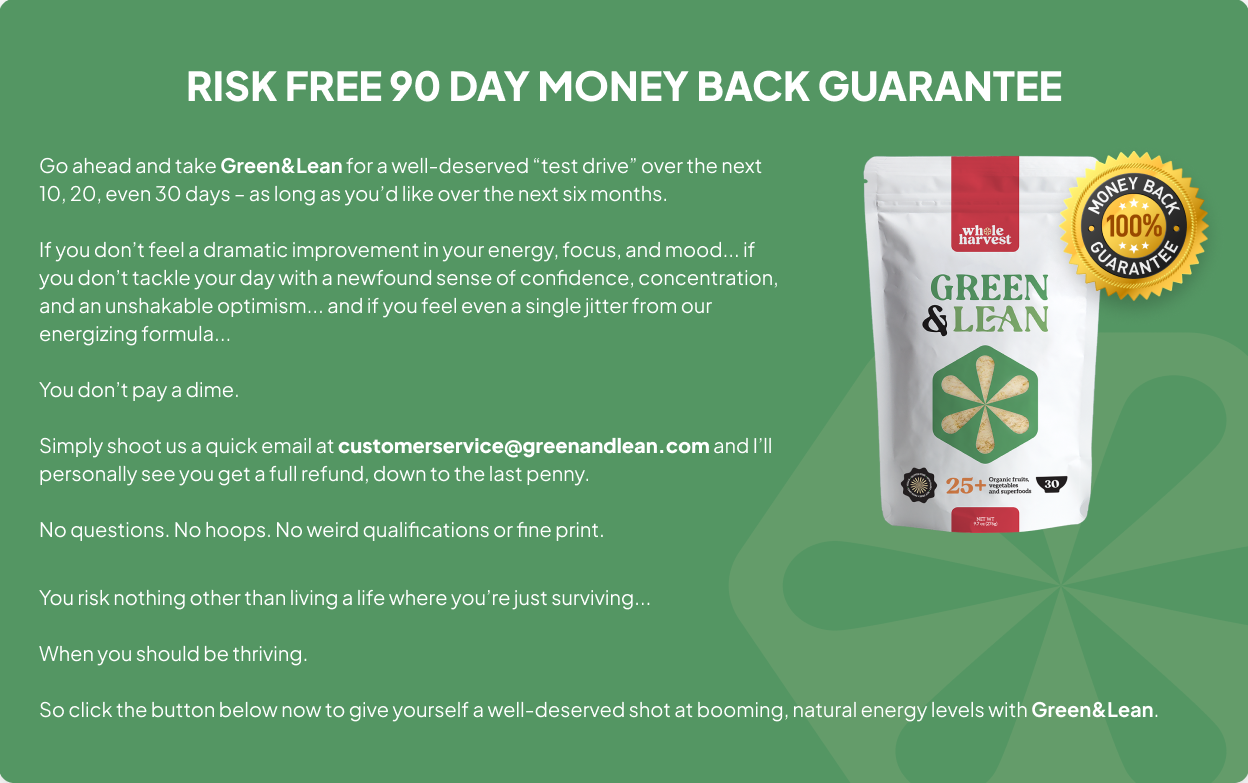 RISK FREE 90 DAY MONEY BACK GUARANTEE
Go ahead and take Green&Lean for a well-deserved “test drive” over the next
10, 20, even 30 days – as long as you’d like over the next six months.
If you don’t feel a dramatic improvement in your energy, focus, and mood... if
you don’t tackle your day with a newfound sense of confidence, concentration,
and an unshakable optimism... and if you feel even a single jitter from our
energizing formula...
You don’t pay a dime.
Simply shoot us a quick email at customerservice@greenandlean.com and I’ll
personally see you get a full refund, down to the last penny.
No questions. No hoops. No weird qualifications or fine print.
You risk nothing other than living a life where you’re just surviving...
When you should be thriving.
So click the button below now to give yourself a well-deserved shot at booming, natural energy levels with Green&Lean.
whole
harvest
GREEN
&LEAN
25+
Organic fruits,
vegetables
and superfoods
30
NET WT
MONEY BACK
100%
GUARANTEE